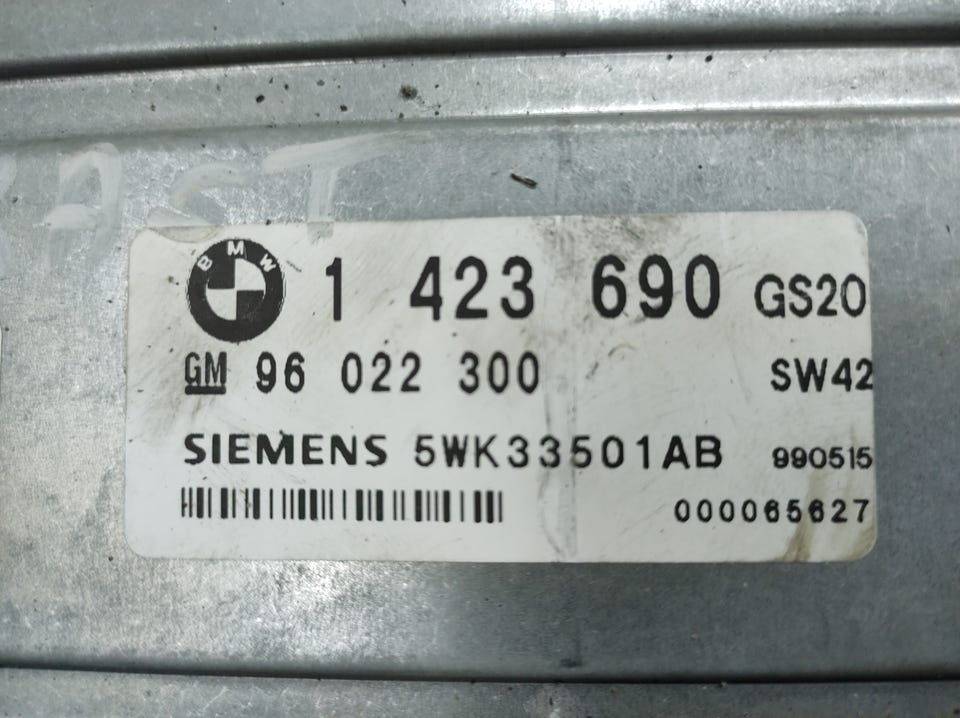 BMW 1 423 690 GS20
GM 96 022 300 SW42
SIEMENS 5WK33501AB 990515
000065627